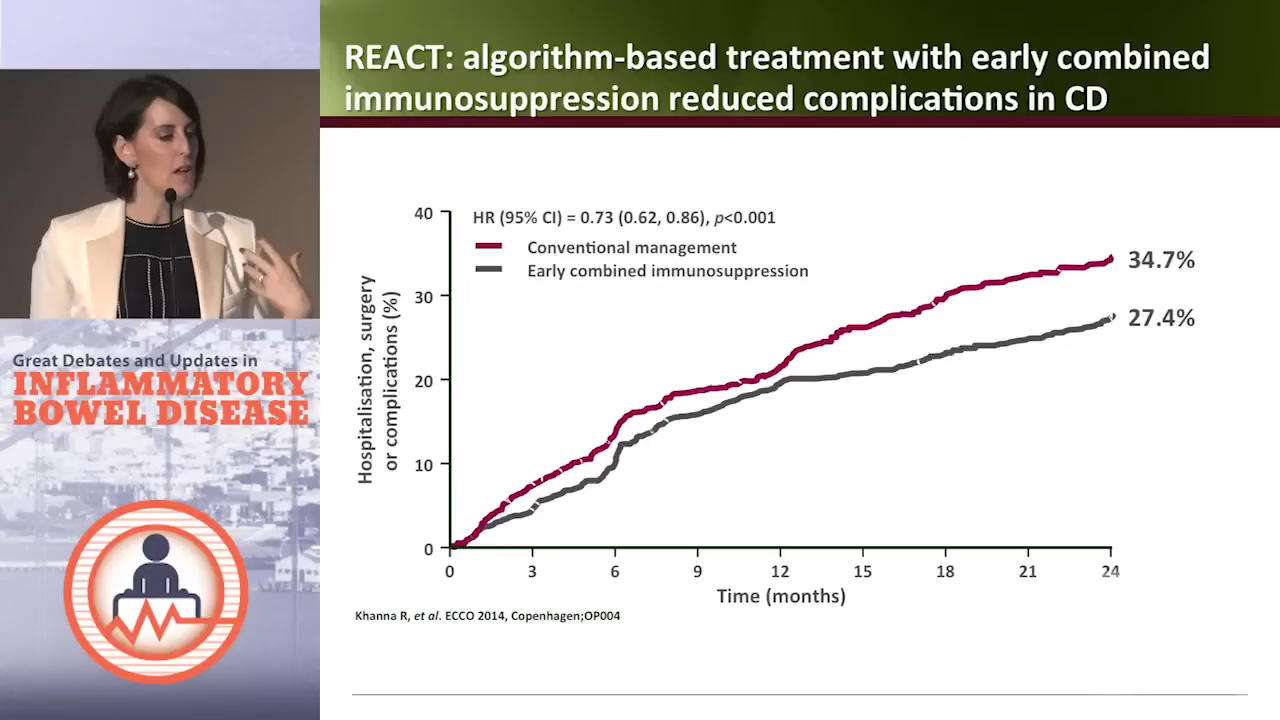 REACT: algorithm-based treatment with early combined
immunosuppression reduced complications in CD
Great Debates and Updates in
INFLAMMATORY
BOWEL DISEASE
HR (95% CI) = 0.73 (0.62, 0.86), p<0.001
Conventional management
Early combined immunosuppression
Hospitalisation, surgery
or complications (%)
40
30
20
10
0
34.7%
27.4%
0 3 6 9 12 15 18 21 24
Time (months)
Khanna R, et al. ECCO 2014, Copenhagen;OP004